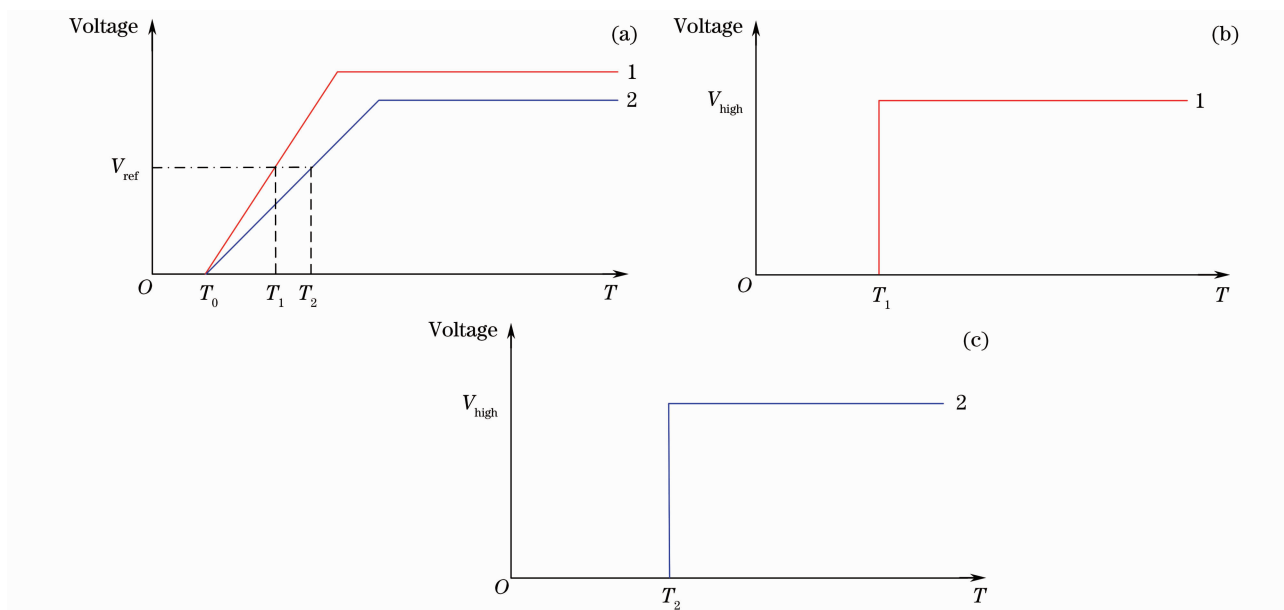 Voltage
(a)
1
2
V_ref
O
T_0
T_1
T_2
T
Voltage
(b)
V_high
1
O
T_1
T
Voltage
(c)
V_high
2
O
T_2
T